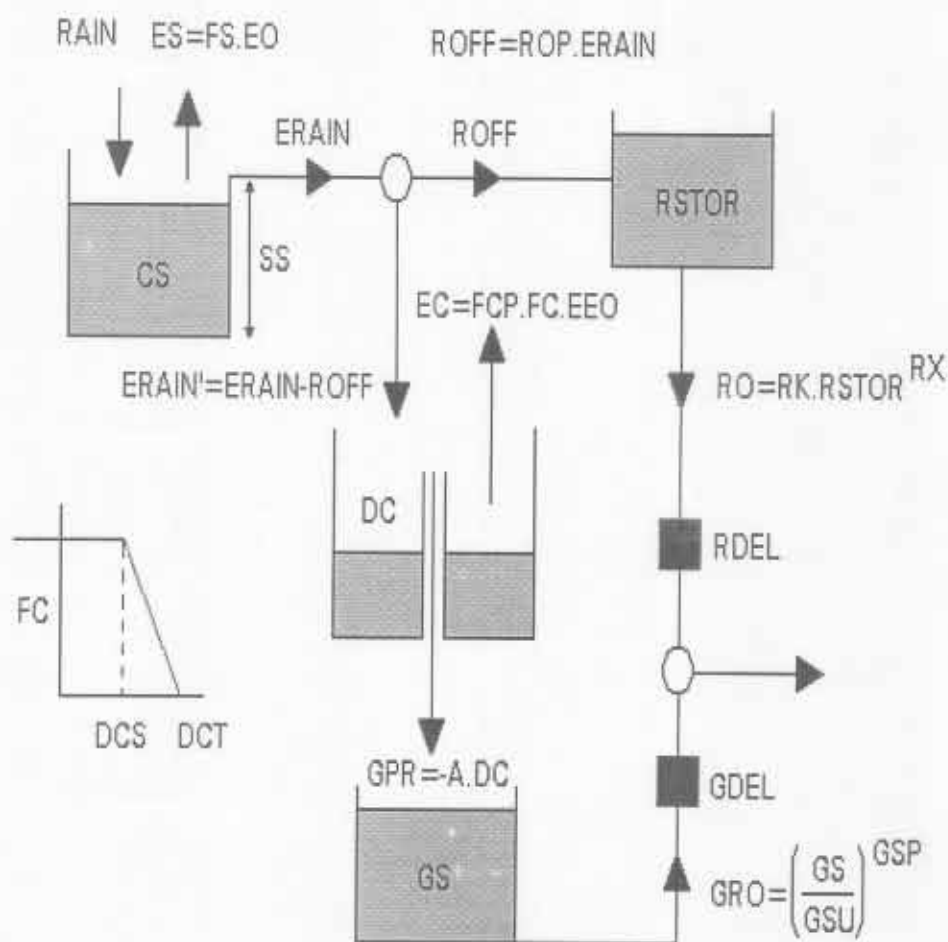 RAIN
ES=FS.EO
ROFF=ROP.ERAIN
ERAIN
ROFF
RSTOR
CS
SS
EC=FCP.FC.EEO
ERAIN'=ERAIN-ROFF
RO=RK.RSTOR^RX
DC
RDEL
FC
DCS
DCT
GPR=-A.DC
GDEL
GS
GRO=(GS/GSU)^GSP